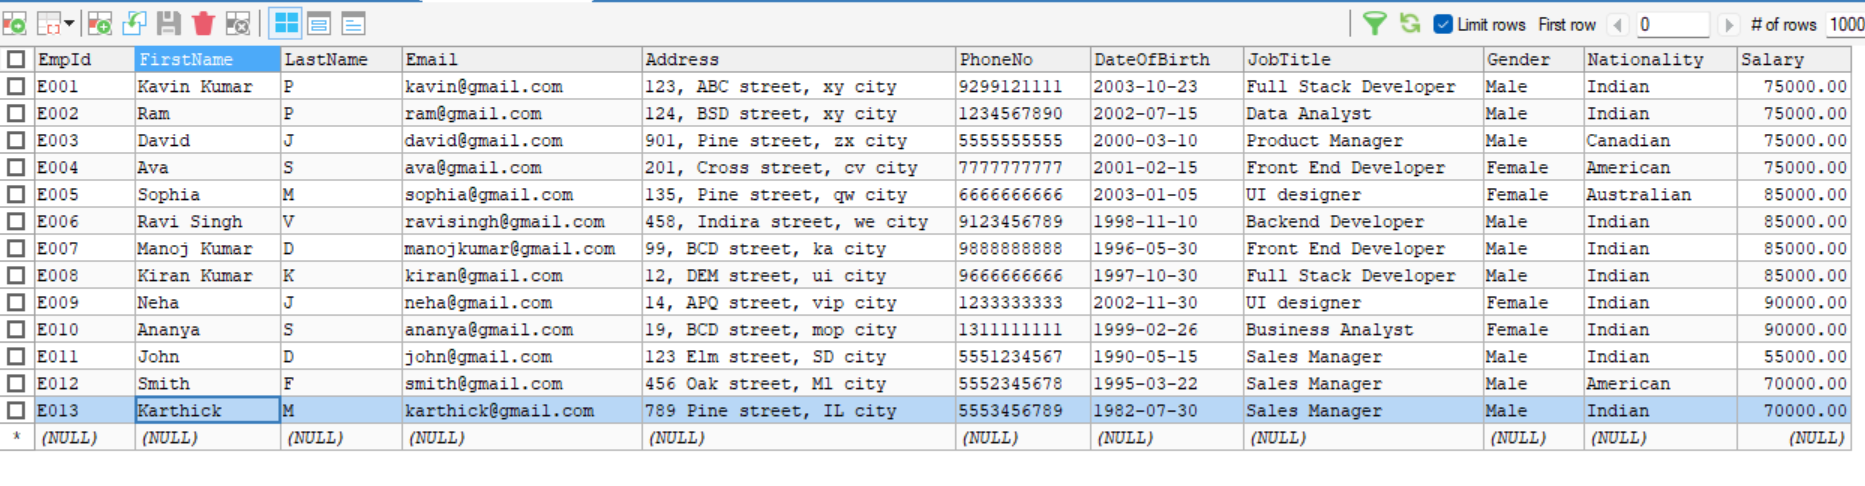 Limit rows First row 0 # of rows 1000
EmpId FirstName LastName Email Address PhoneNo DateOfBirth JobTitle Gender Nationality Salary
E001 Kavin Kumar P kavin@gmail.com 123, ABC street, xy city 9299121111 2003-10-23 Full Stack Developer Male Indian 75000.00
E002 Ram P ram@gmail.com 124, BSD street, xy city 1234567890 2002-07-15 Data Analyst Male Indian 75000.00
E003 David J david@gmail.com 901, Pine street, zx city 5555555555 2000-03-10 Product Manager Male Canadian 75000.00
E004 Ava S ava@gmail.com 201, Cross street, cv city 7777777777 2001-02-15 Front End Developer Female American 75000.00
E005 Sophia M sophia@gmail.com 135, Pine street, qw city 6666666666 2003-01-05 UI designer Female Australian 85000.00
E006 Ravi Singh V ravisingh@gmail.com 458, Indira street, we city 9123456789 1998-11-10 Backend Developer Male Indian 85000.00
E007 Manoj Kumar D manojkumar@gmail.com 99, BCD street, ka city 9888888888 1996-05-30 Front End Developer Male Indian 85000.00
E008 Kiran Kumar K kiran@gmail.com 12, DEM street, ui city 9666666666 1997-10-30 Full Stack Developer Male Indian 85000.00
E009 Neha J neha@gmail.com 14, APQ street, vip city 1233333333 2002-11-30 UI designer Female Indian 90000.00
E010 Ananya S ananya@gmail.com 19, BCD street, mop city 1311111111 1999-02-26 Business Analyst Female Indian 90000.00
E011 John D john@gmail.com 123 Elm street, SD city 5551234567 1990-05-15 Sales Manager Male Indian 55000.00
E012 Smith F smith@gmail.com 456 Oak street, Ml city 5552345678 1995-03-22 Sales Manager Male American 70000.00
E013 Karthick M karthick@gmail.com 789 Pine street, IL city 5553456789 1982-07-30 Sales Manager Male Indian 70000.00
* (NULL) (NULL) (NULL) (NULL) (NULL) (NULL) (NULL) (NULL) (NULL) (NULL) (NULL)